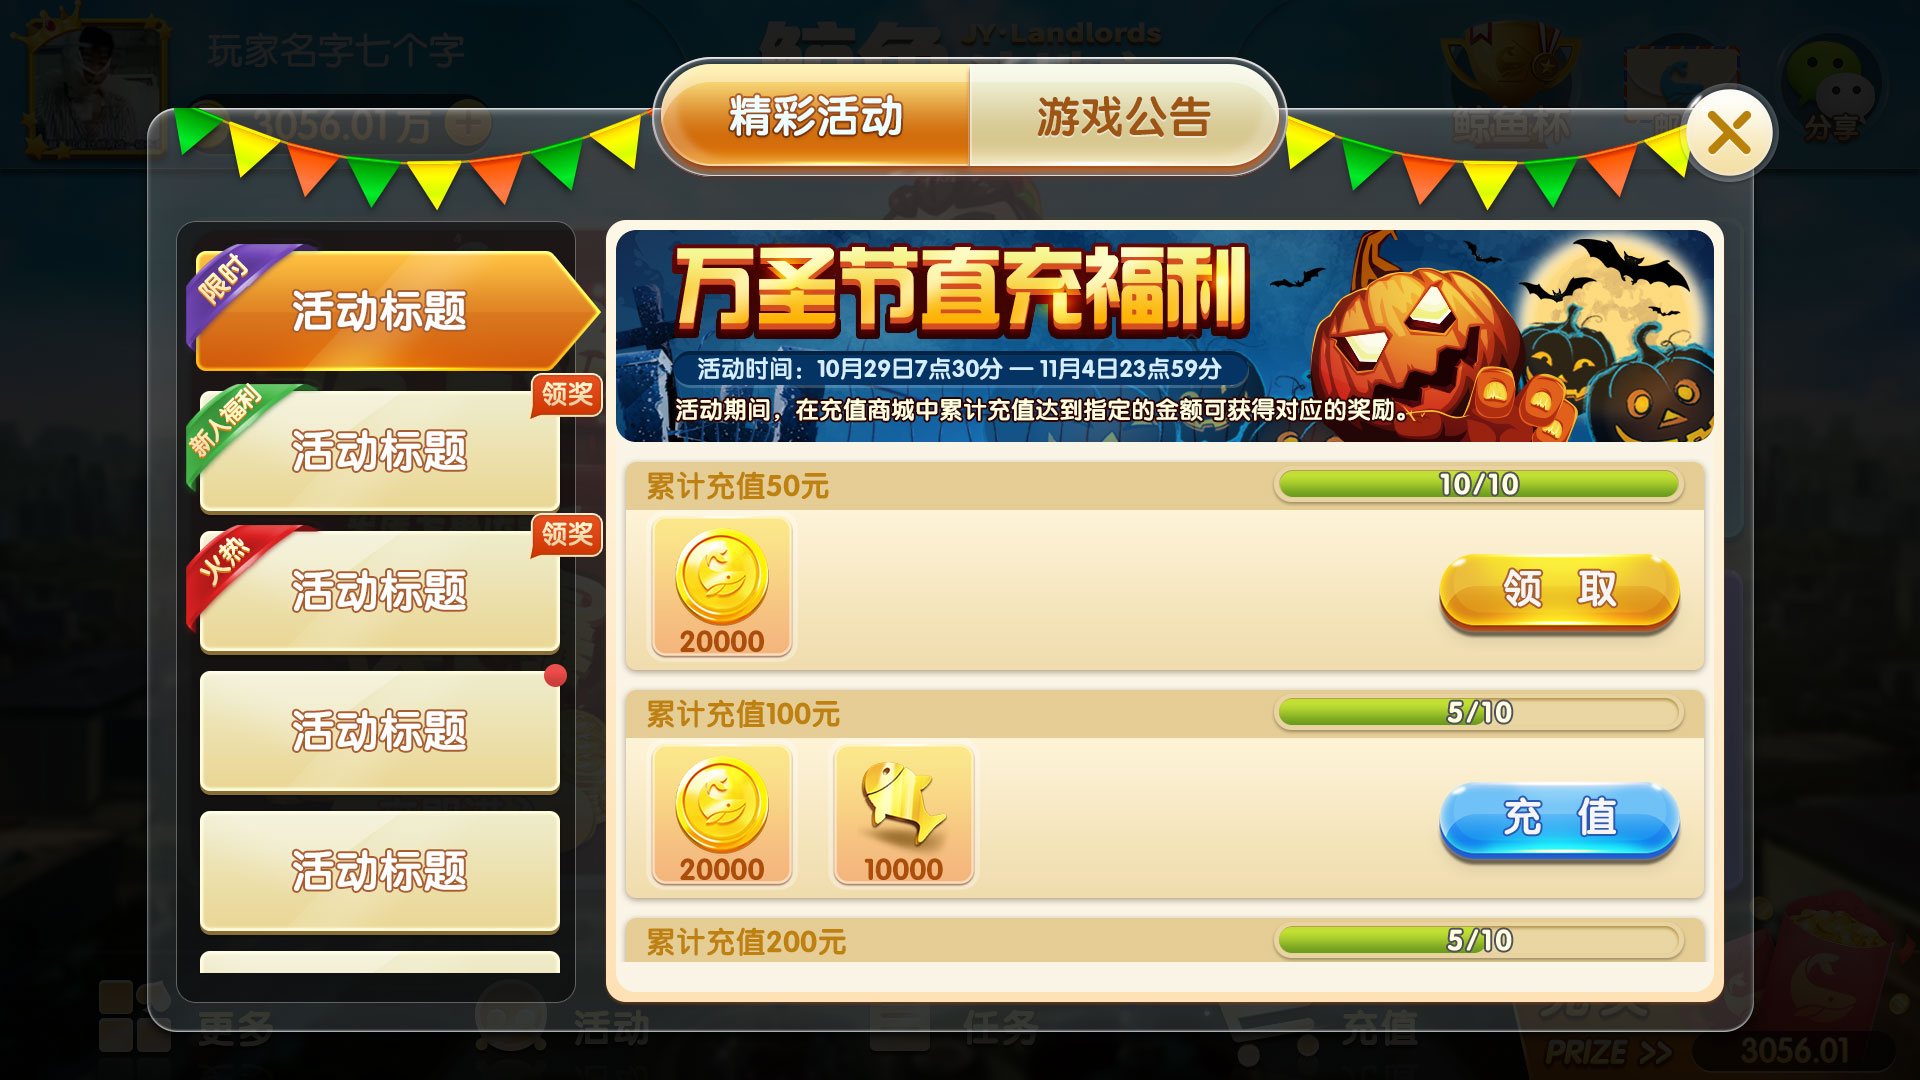 玩家名字七个字
JY·Landlords
3056.01万
鲸鱼杯
分享
精彩活动
游戏公告
限时
活动标题
新人福利
领奖
活动标题
火热
领奖
活动标题
活动标题
活动标题
万圣节直充福利
活动时间：10月29日7点30分 — 11月4日23点59分
活动期间，在充值商城中累计充值达到指定的金额可获得对应的奖励。
累计充值50元
10/10
20000
领 取
累计充值100元
5/10
20000
10000
充 值
累计充值200元
5/10
更多
活动
任务
充值
PRIZE >>
3056.01